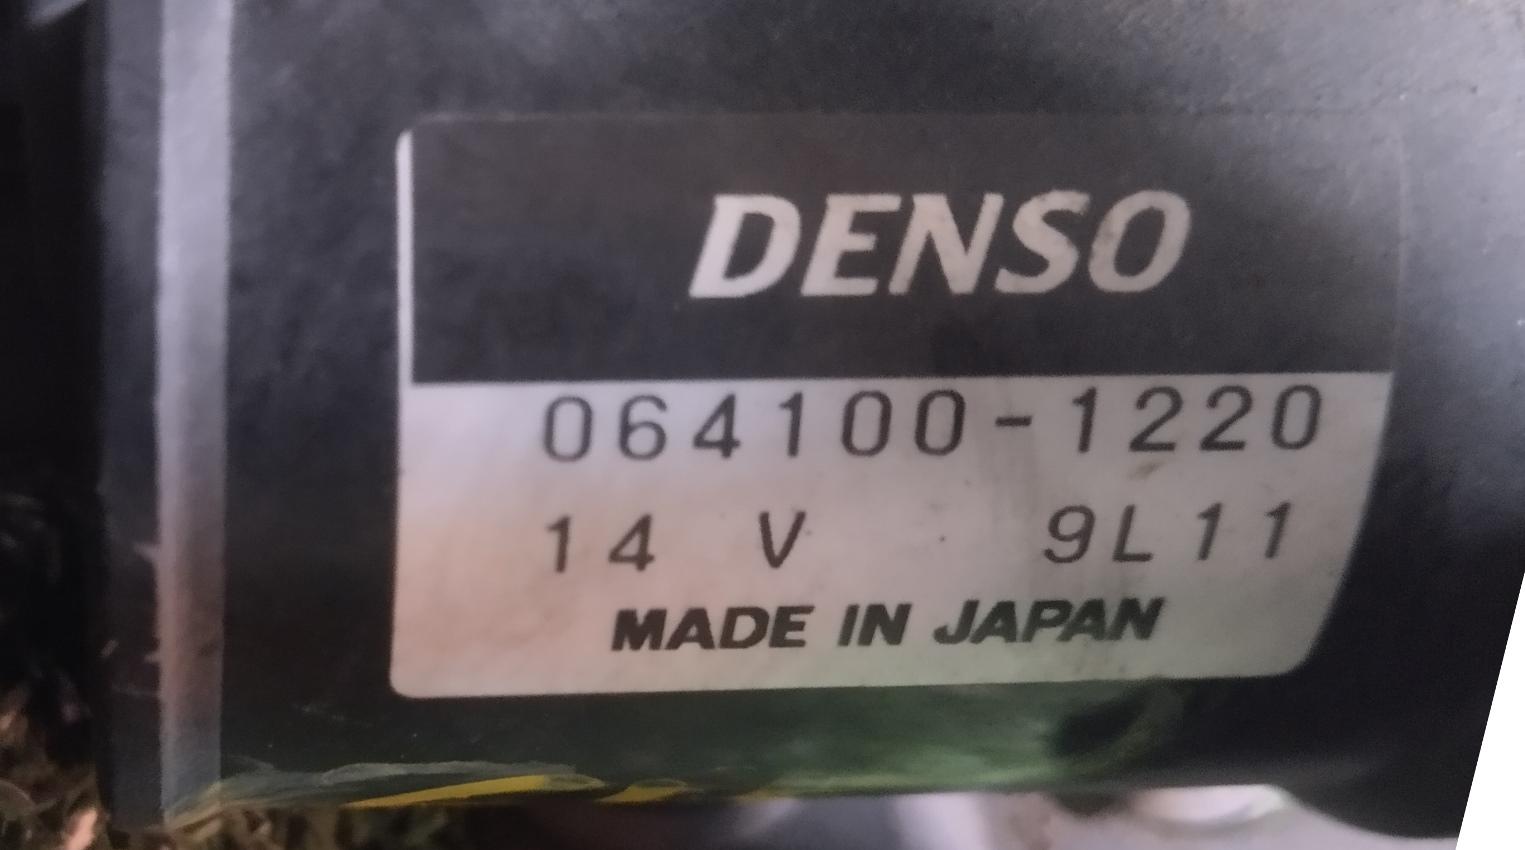 DENSO
064100-1220
14 V 9L11
MADE IN JAPAN